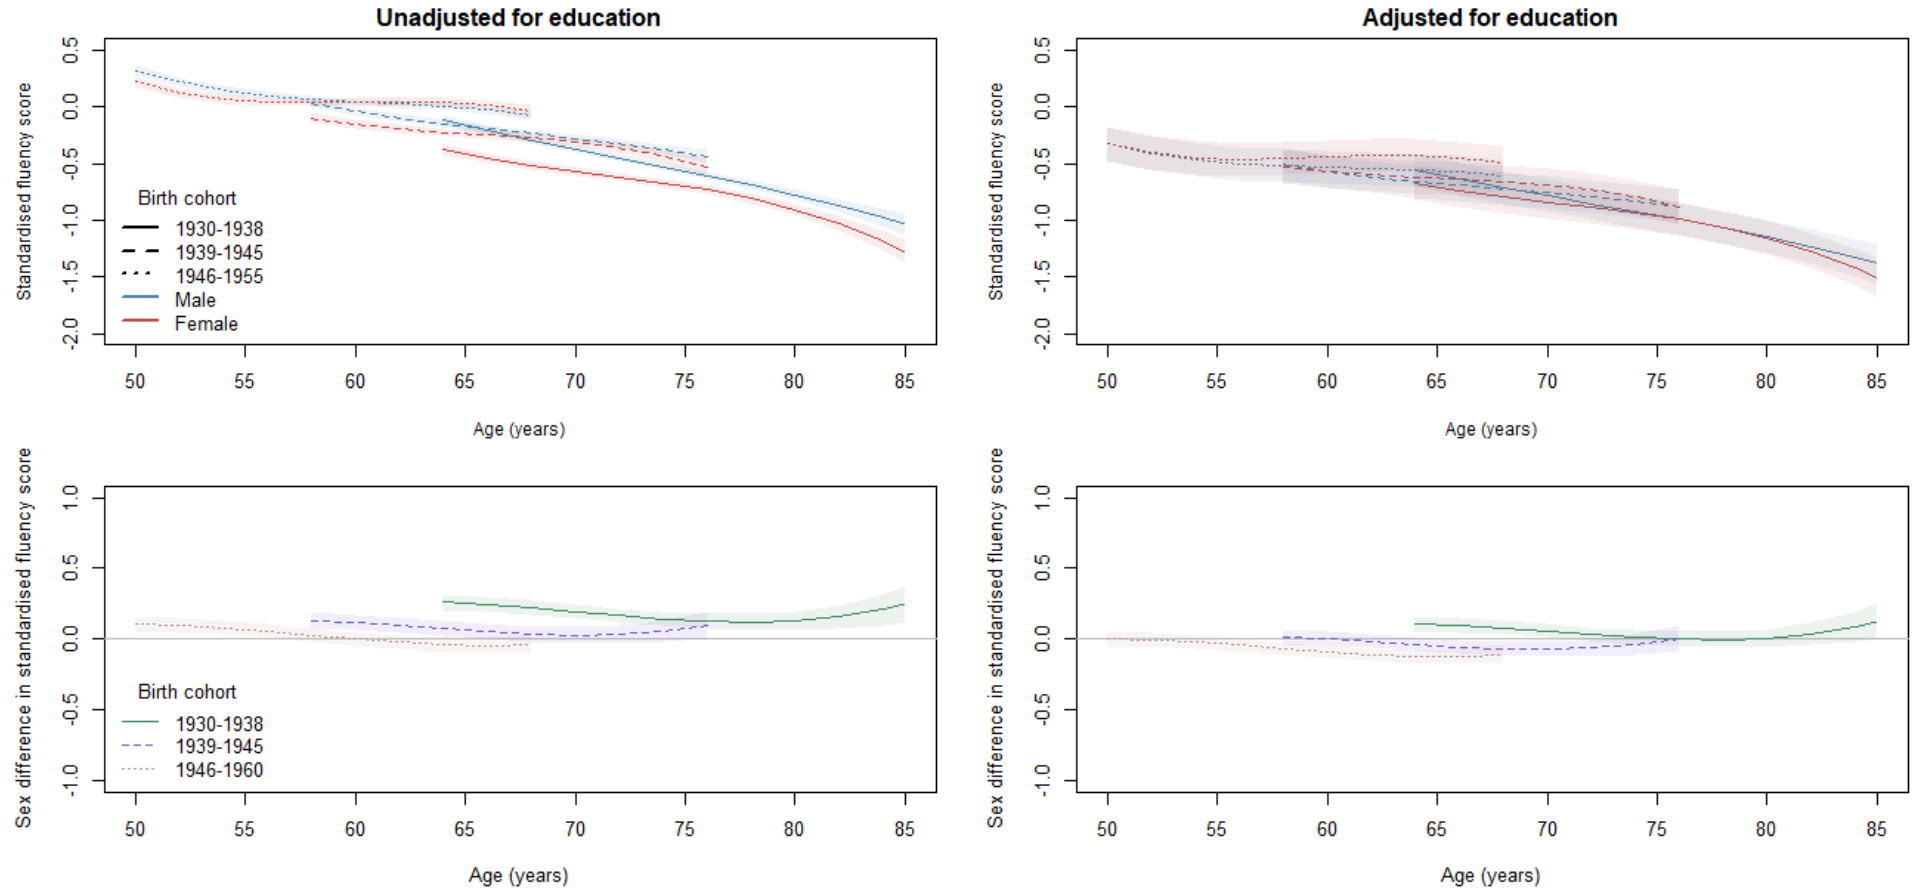 Unadjusted for education
Standardised fluency score
0.5
0.0
-0.5
-1.0
-1.5
-2.0
Birth cohort
1930-1938
1939-1945
1946-1955
Male
Female
50 55 60 65 70 75 80 85
Age (years)
Adjusted for education
Standardised fluency score
0.5
0.0
-0.5
-1.0
-1.5
-2.0
50 55 60 65 70 75 80 85
Age (years)
Sex difference in standardised fluency score
1.0
0.5
0.0
-0.5
-1.0
Birth cohort
1930-1938
1939-1945
1946-1960
50 55 60 65 70 75 80 85
Age (years)
Sex difference in standardised fluency score
1.0
0.5
0.0
-0.5
-1.0
50 55 60 65 70 75 80 85
Age (years)